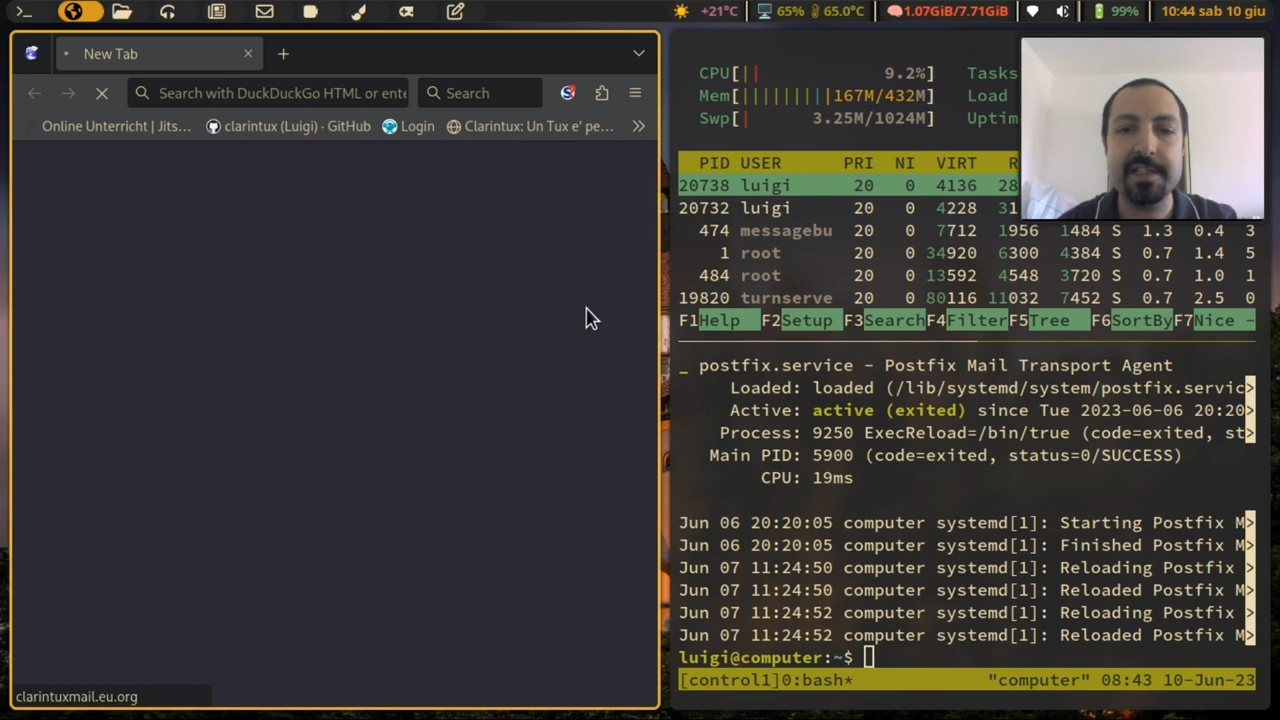 +21°C 65% 65.0°C 1.07GiB/7.71GiB 99% 10:44 sab 10 giu
New Tab
Search with DuckDuckGo HTML or ente
Search
Online Unterricht | Jits… clarintux (Luigi) · GitHub Login Clarintux: Un Tux e' pe…
clarintuxmail.eu.org
CPU[|| 9.2%] Tasks
Mem[||||||||||167M/432M] Load
Swp[| 3.25M/1024M] Uptim
PID USER PRI NI VIRT R
20738 luigi 20 0 4136 28
20732 luigi 20 0 4228 31
474 messagebu 20 0 7712 1956 1484 S 1.3 0.4 3
1 root 20 0 34920 6300 4384 S 0.7 1.4 5
484 root 20 0 13592 4548 3720 S 0.7 1.0 1
19820 turnserve 20 0 80116 11032 7452 S 0.7 2.5 0
F1Help F2Setup F3SearchF4FilterF5Tree F6SortByF7Nice -
_ postfix.service - Postfix Mail Transport Agent
Loaded: loaded (/lib/systemd/system/postfix.servic>
Active: active (exited) since Tue 2023-06-06 20:20>
Process: 9250 ExecReload=/bin/true (code=exited, st>
Main PID: 5900 (code=exited, status=0/SUCCESS)
CPU: 19ms
Jun 06 20:20:05 computer systemd[1]: Starting Postfix M>
Jun 06 20:20:05 computer systemd[1]: Finished Postfix M>
Jun 07 11:24:50 computer systemd[1]: Reloading Postfix >
Jun 07 11:24:50 computer systemd[1]: Reloaded Postfix M>
Jun 07 11:24:52 computer systemd[1]: Reloading Postfix >
Jun 07 11:24:52 computer systemd[1]: Reloaded Postfix M>
luigi@computer:~$
[control1]0:bash* "computer" 08:43 10-Jun-23